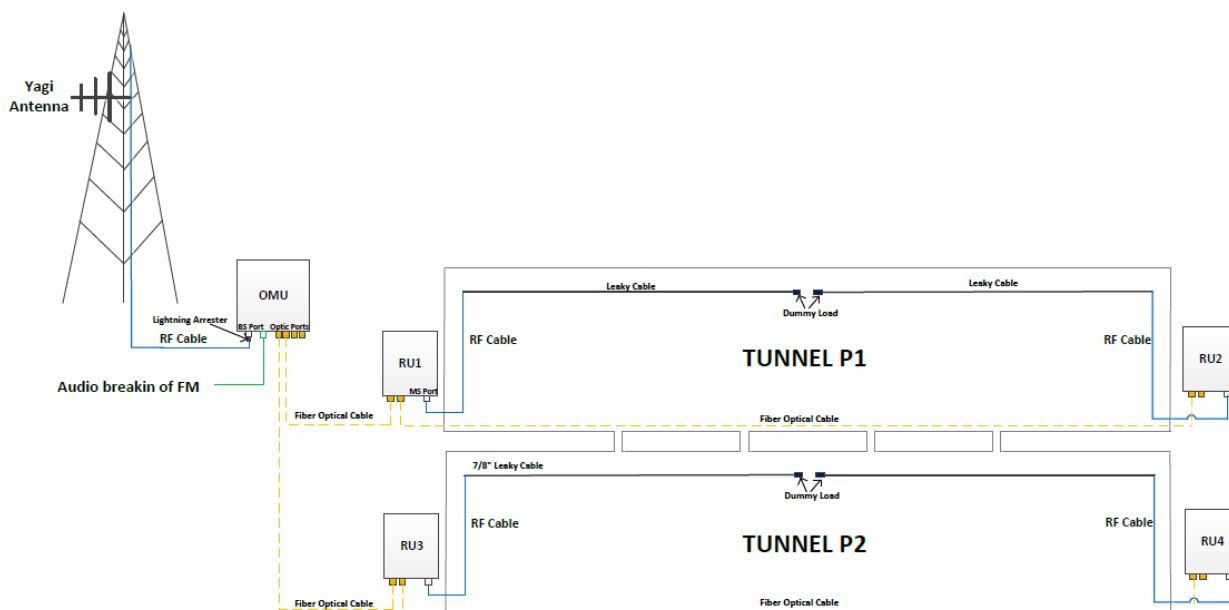 Yagi
Antenna
OMU
BS Port
Optic Ports
Lightning Arrester
RF Cable
Audio breakin of FM
Leaky Cable
Leaky Cable
Dummy Load
RF Cable
RF Cable
RU1
MS Port
TUNNEL P1
RU2
Fiber Optical Cable
Fiber Optical Cable
7/8" Leaky Cable
Dummy Load
RF Cable
RF Cable
RU3
TUNNEL P2
RU4
Fiber Optical Cable
Fiber Optical Cable